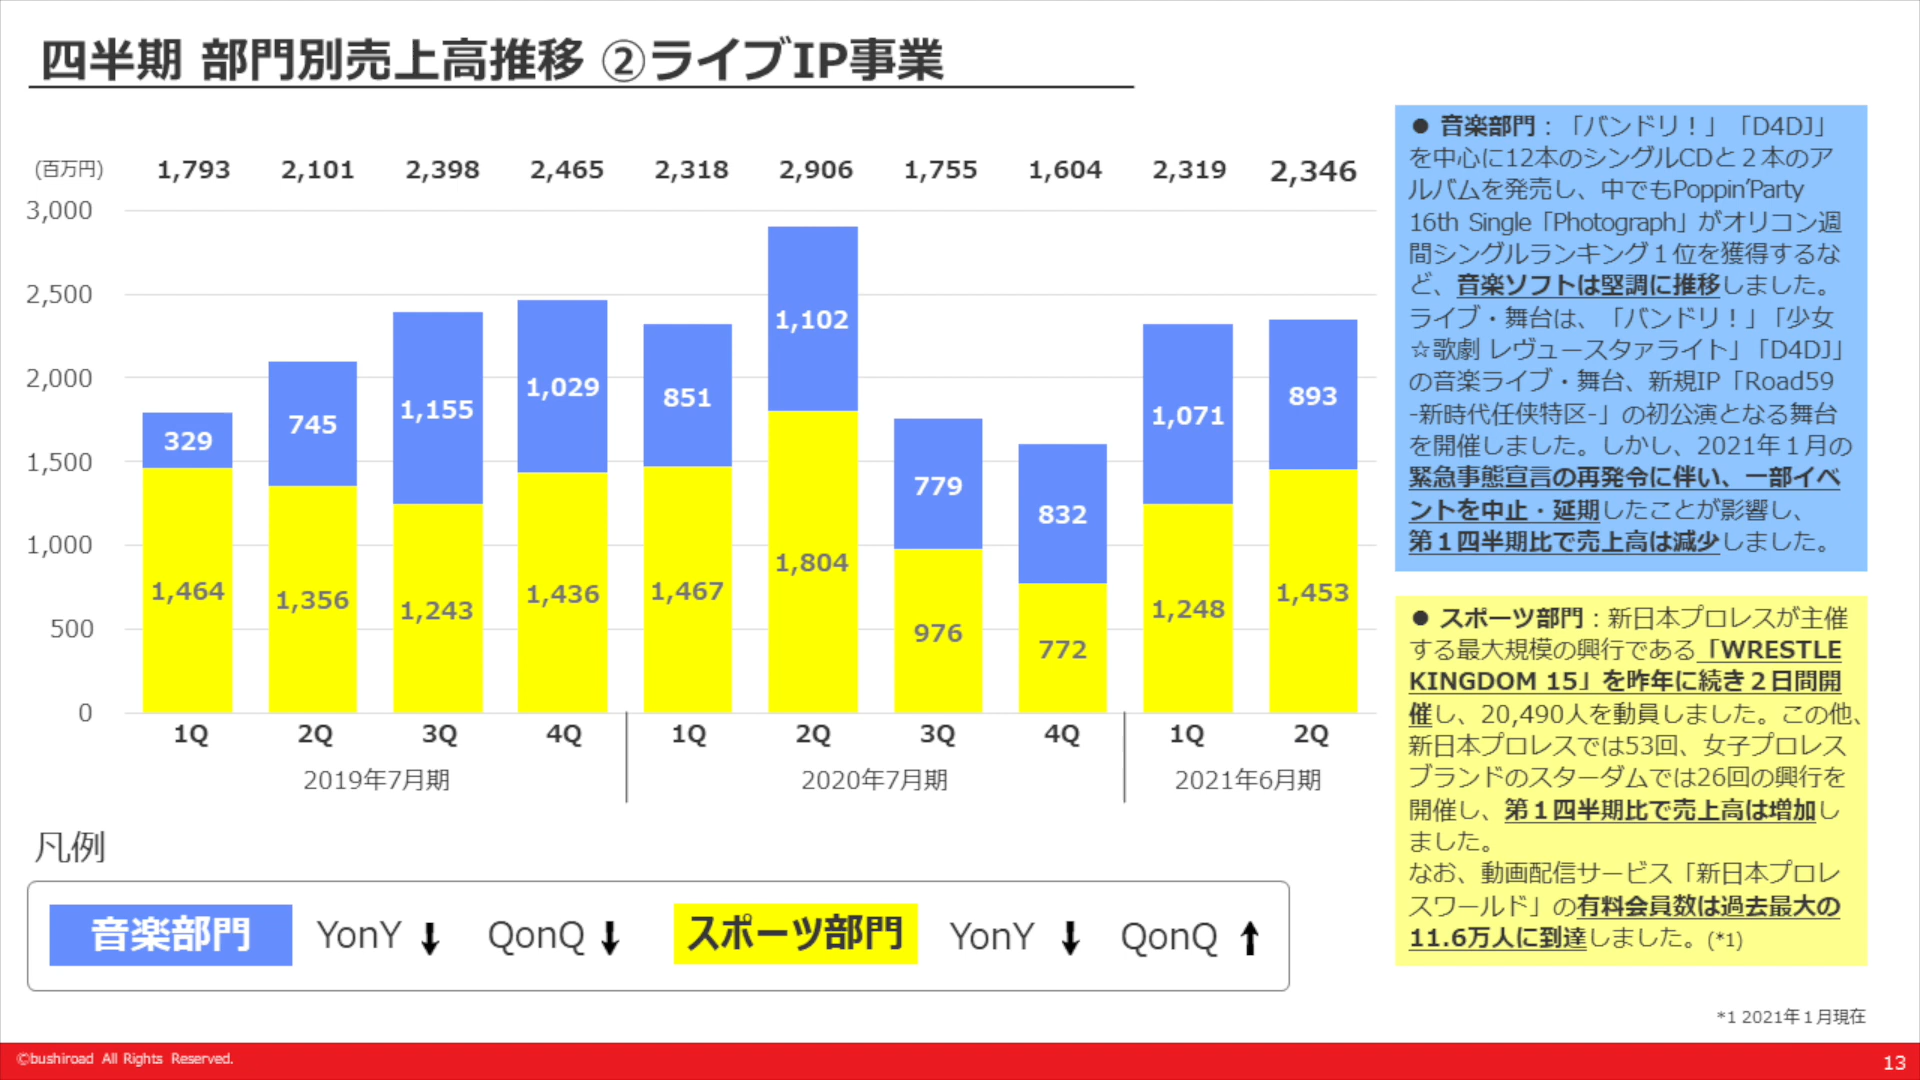 四半期 部門別売上高推移 ②ライブIP事業
(百万円) 1,793 2,101 2,398 2,465 2,318 2,906 1,755 1,604 2,319 2,346
3,000
2,500
2,000
1,500
1,000
500
0
329 745 1,155 1,029 851 1,102 779 832 1,071 893
1,464 1,356 1,243 1,436 1,467 1,804 976 772 1,248 1,453
1Q 2Q 3Q 4Q 1Q 2Q 3Q 4Q 1Q 2Q
2019年7月期 2020年7月期 2021年6月期
凡例
音楽部門 YonY ⬇ QonQ ⬇ スポーツ部門 YonY ⬇ QonQ ⬆
● 音楽部門：「バンドリ！」「D4DJ」
を中心に12本のシングルCDと２本のア
ルバムを発売し、中でもPoppin’Party
16th Single「Photograph」がオリコン週
間シングルランキング１位を獲得するな
ど、音楽ソフトは堅調に推移しました。
ライブ・舞台は、「バンドリ！」「少女
☆歌劇 レヴュースタァライト」「D4DJ」
の音楽ライブ・舞台、新規IP「Road59
-新時代任侠特区-」の初公演となる舞台
を開催しました。しかし、2021年１月の
緊急事態宣言の再発令に伴い、一部イベ
ントを中止・延期したことが影響し、
第１四半期比で売上高は減少しました。
● スポーツ部門：新日本プロレスが主催
する最大規模の興行である「WRESTLE
KINGDOM 15」を昨年に続き２日間開
催し、20,490人を動員しました。この他、
新日本プロレスでは53回、女子プロレス
ブランドのスターダムでは26回の興行を
開催し、第１四半期比で売上高は増加し
ました。
なお、動画配信サービス「新日本プロレ
スワールド」の有料会員数は過去最大の
11.6万人に到達しました。(*1)
*1 2021年１月現在
©bushiroad All Rights Reserved.
13